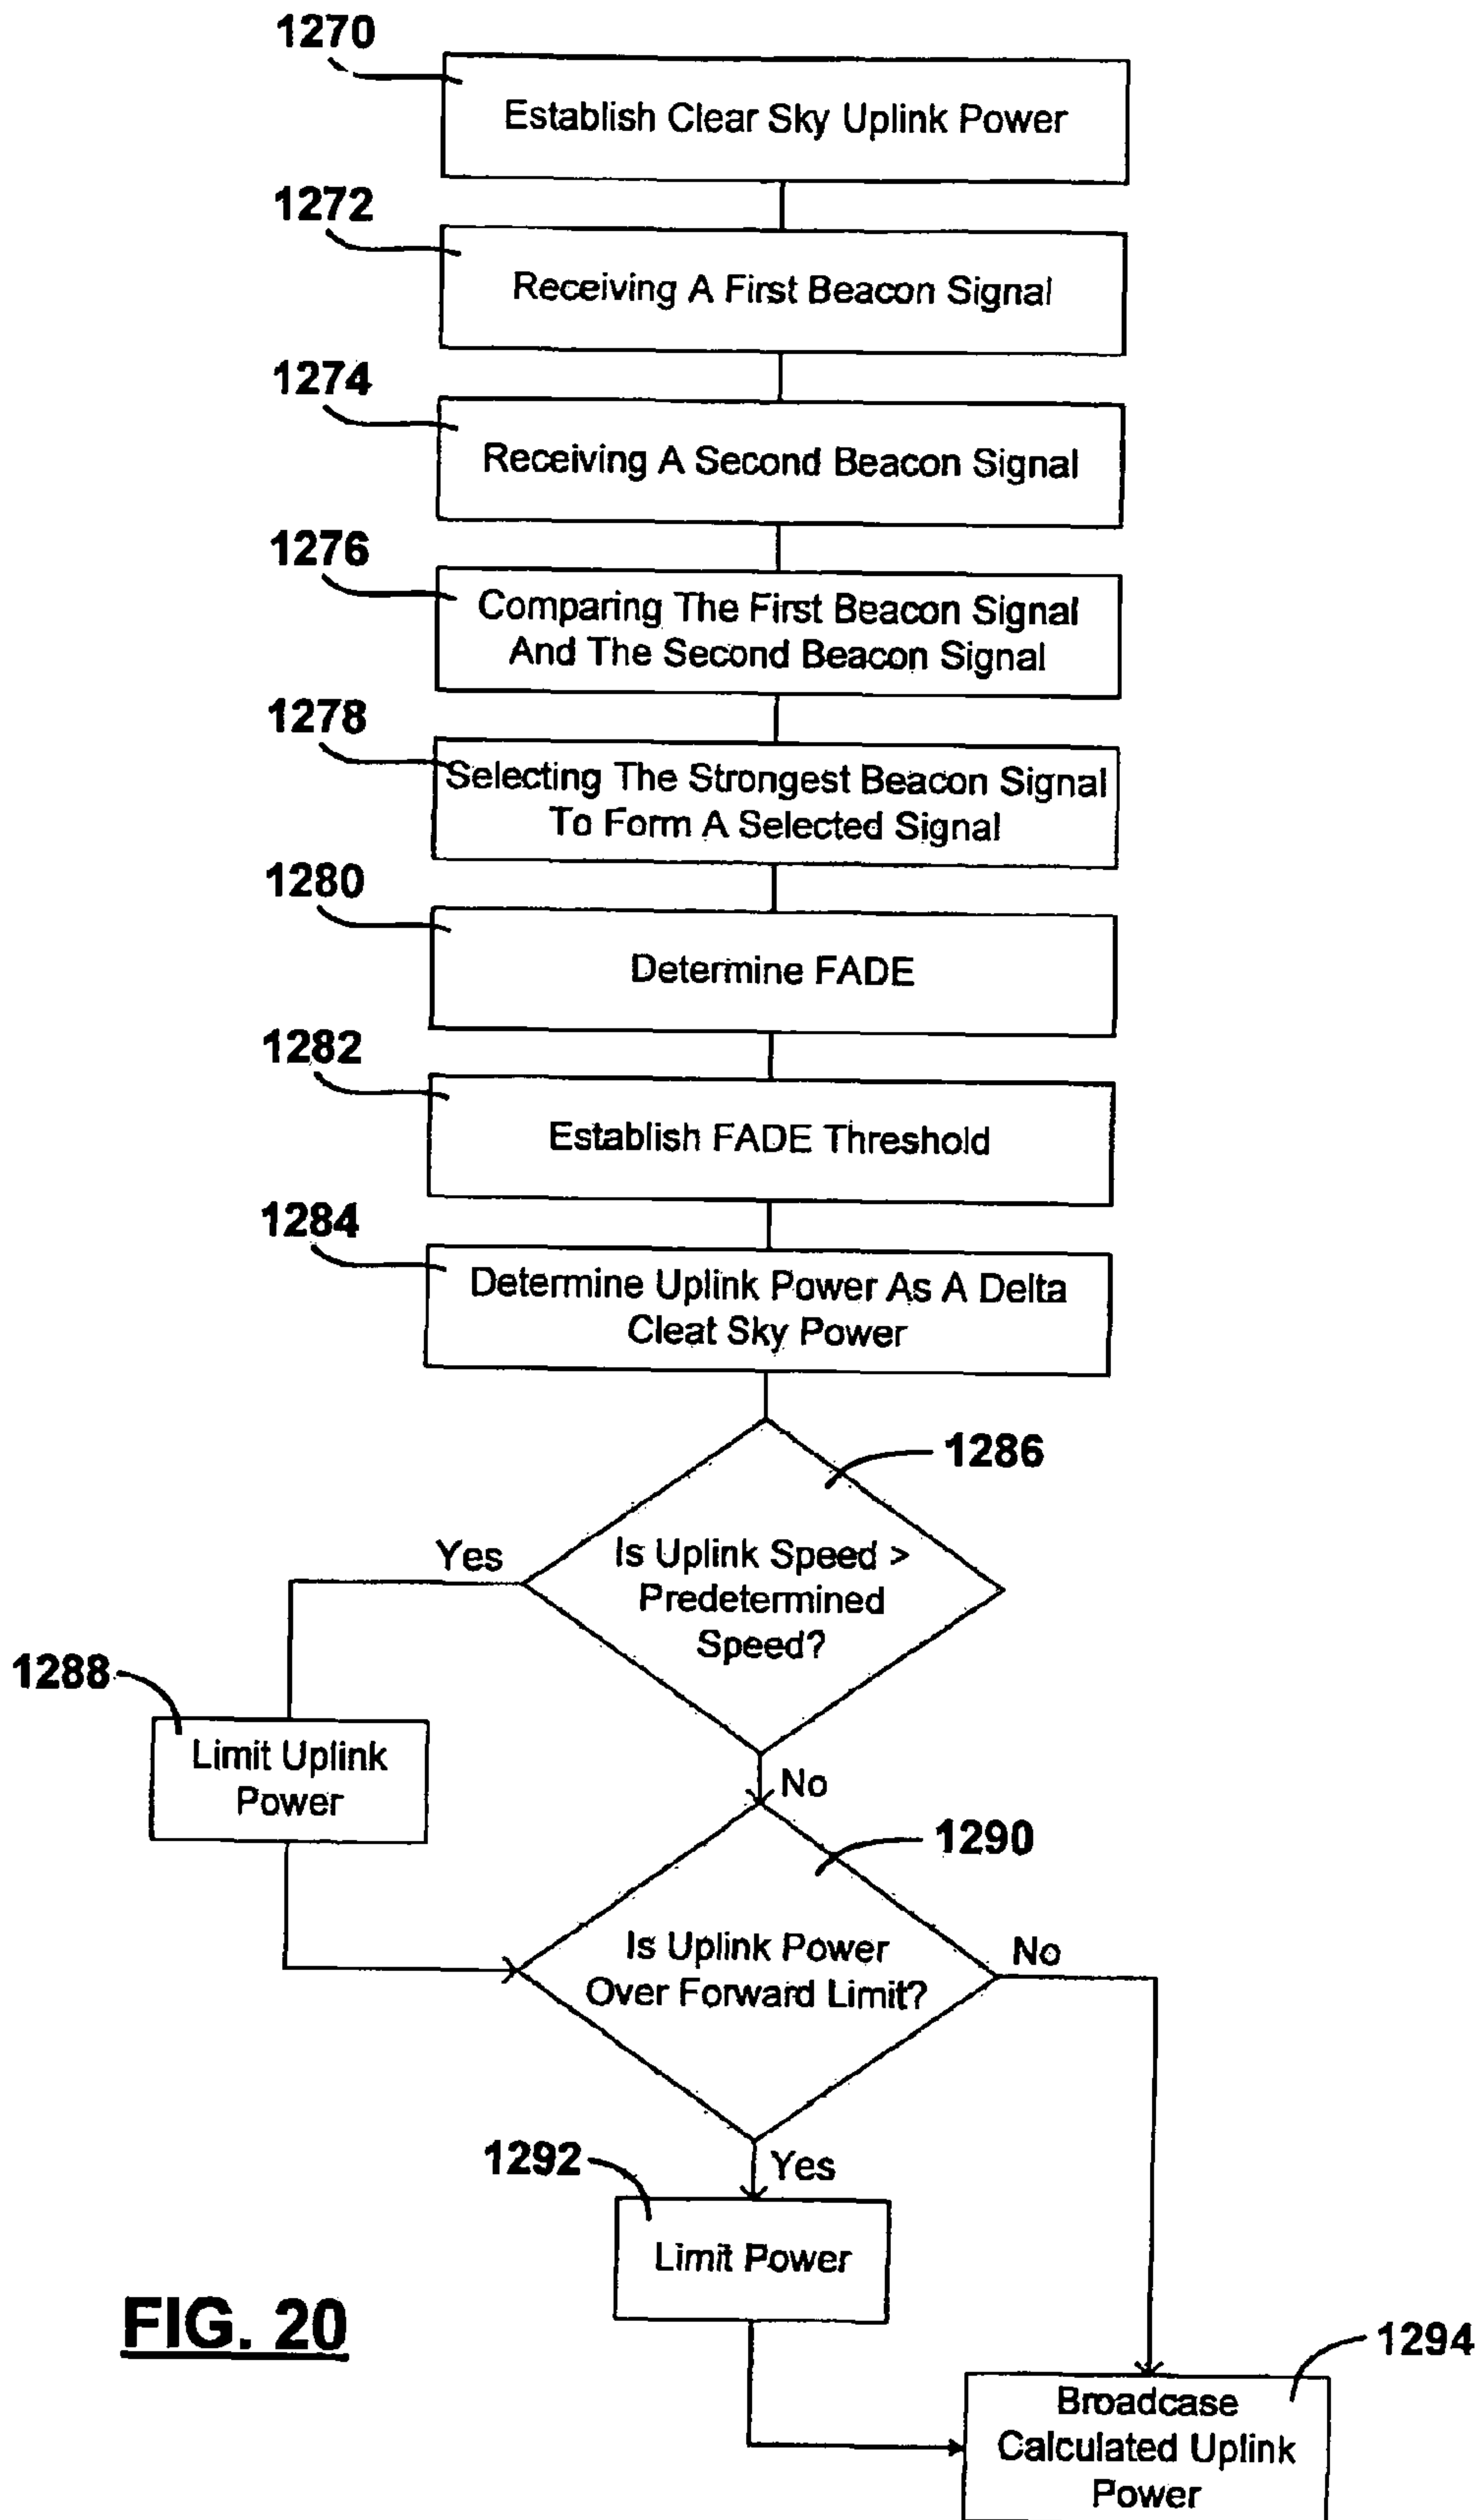 1270
Establish Clear Sky Uplink Power
1272
Receiving A First Beacon Signal
1274
Receiving A Second Beacon Signal
1276
Comparing The First Beacon Signal
And The Second Beacon Signal
1278
Selecting The Strongest Beacon Signal
To Form A Selected Signal
1280
Determine FADE
1282
Establish FADE Threshold
1284
Determine Uplink Power As A Delta
Cleat Sky Power
1286
Is Uplink Speed >
Predetermined
Speed?
Yes
1288
Limit Uplink
Power
No
1290
Is Uplink Power
Over Forward Limit?
No
1292
Yes
Limit Power
FIG. 20
1294
Broadcase
Calculated Uplink
Power